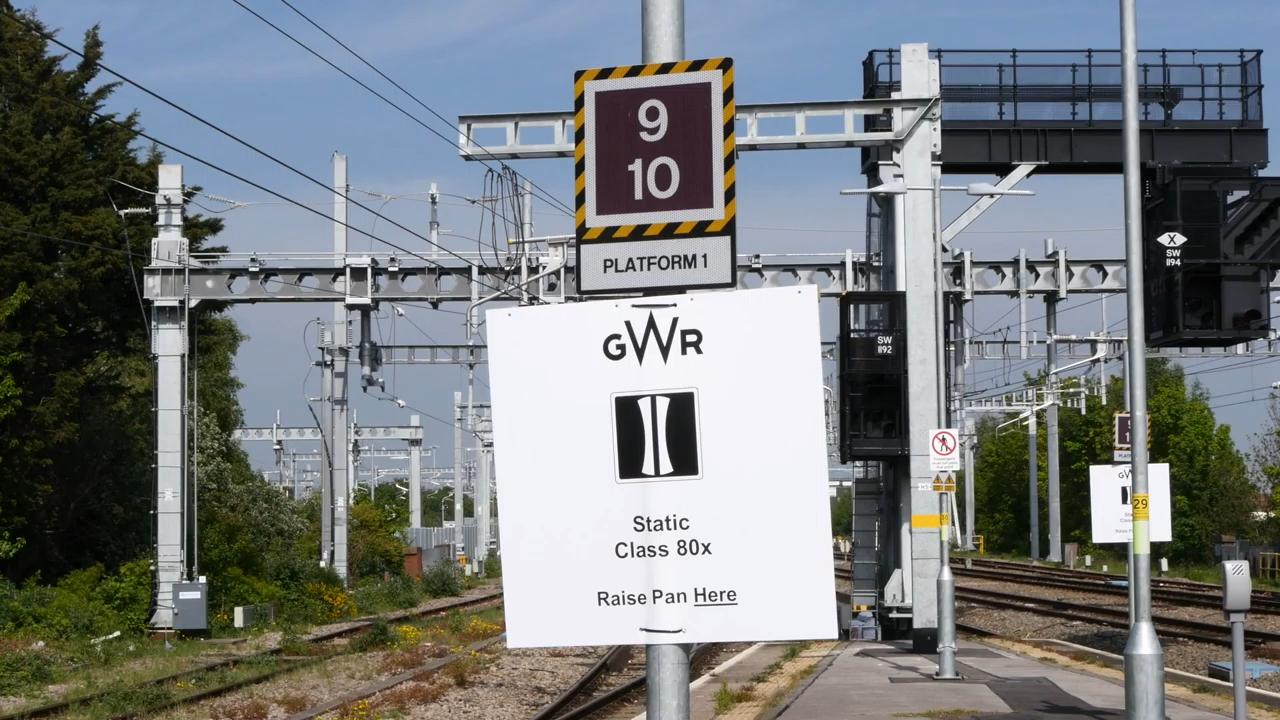 9
10
PLATFORM 1
GWR
Static
Class 80x
Raise Pan Here
X
SW
1194
SW
1192
29